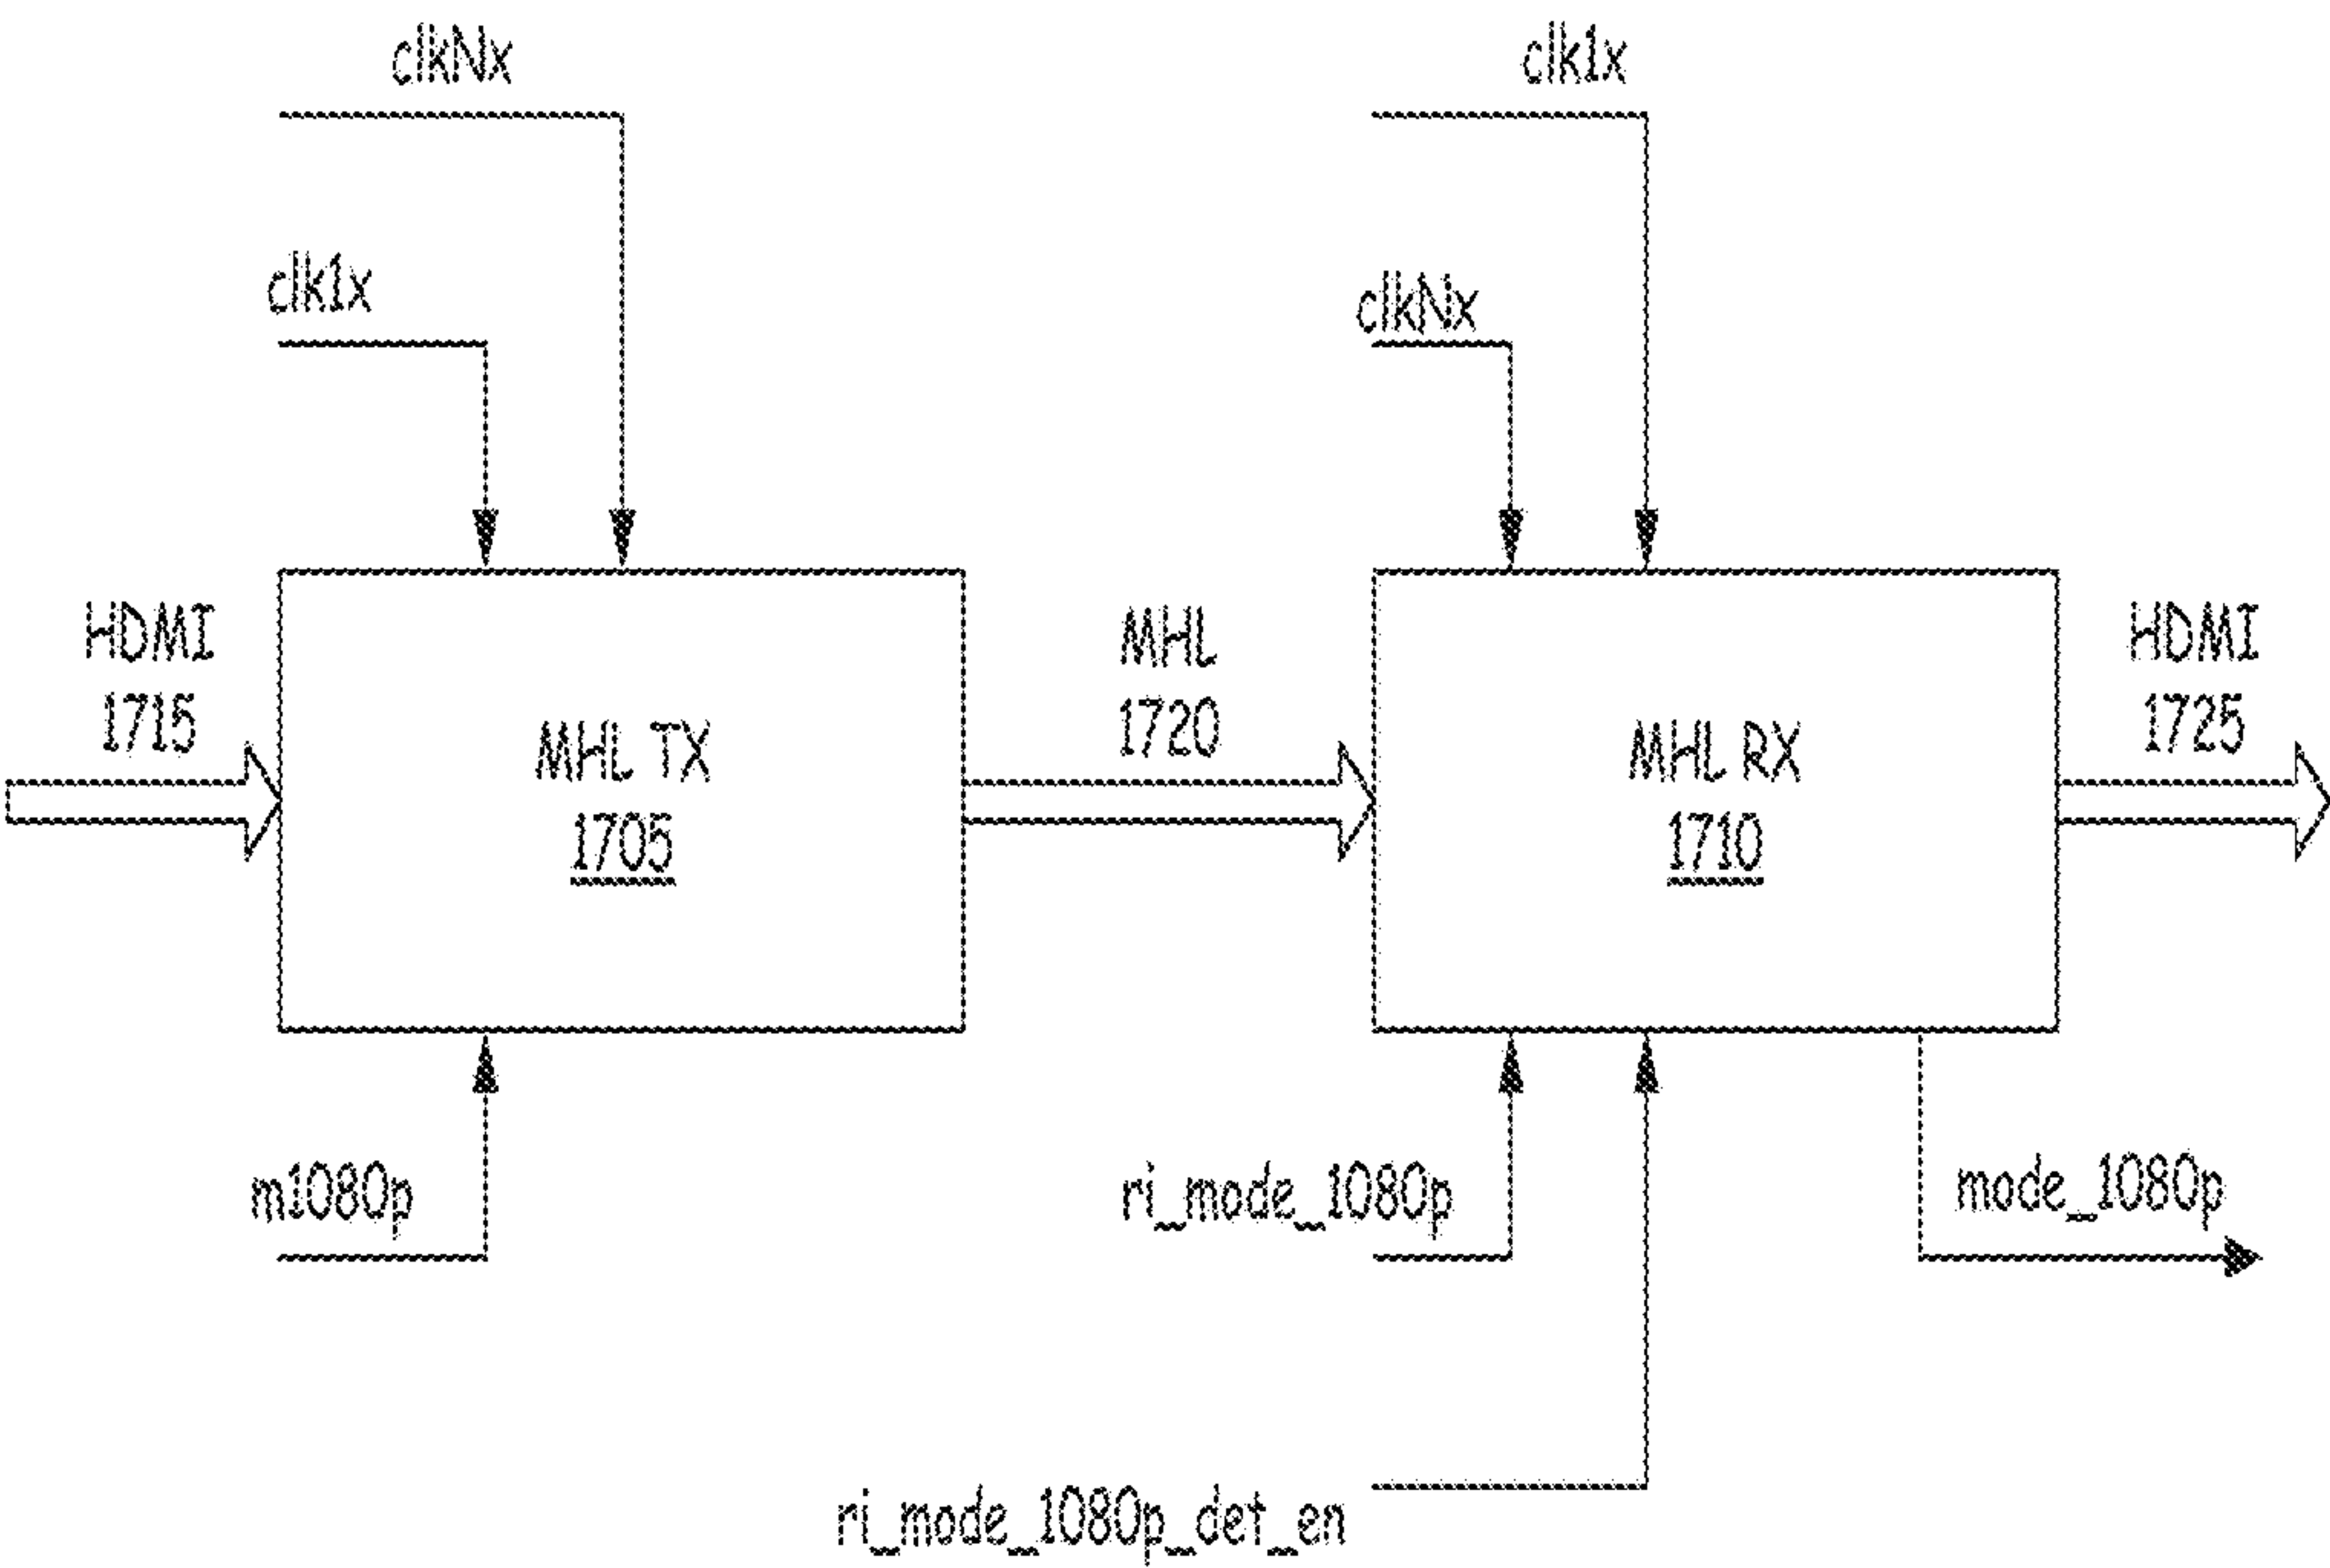 clkNx
clk1x
clk1x
clkNx
HDMI
1715
MHL TX
1705
MHL
1720
MHL RX
1710
HDMI
1725
m1080p
ri_mode_1080p
mode_1080p
ri_mode_1080p_det_en